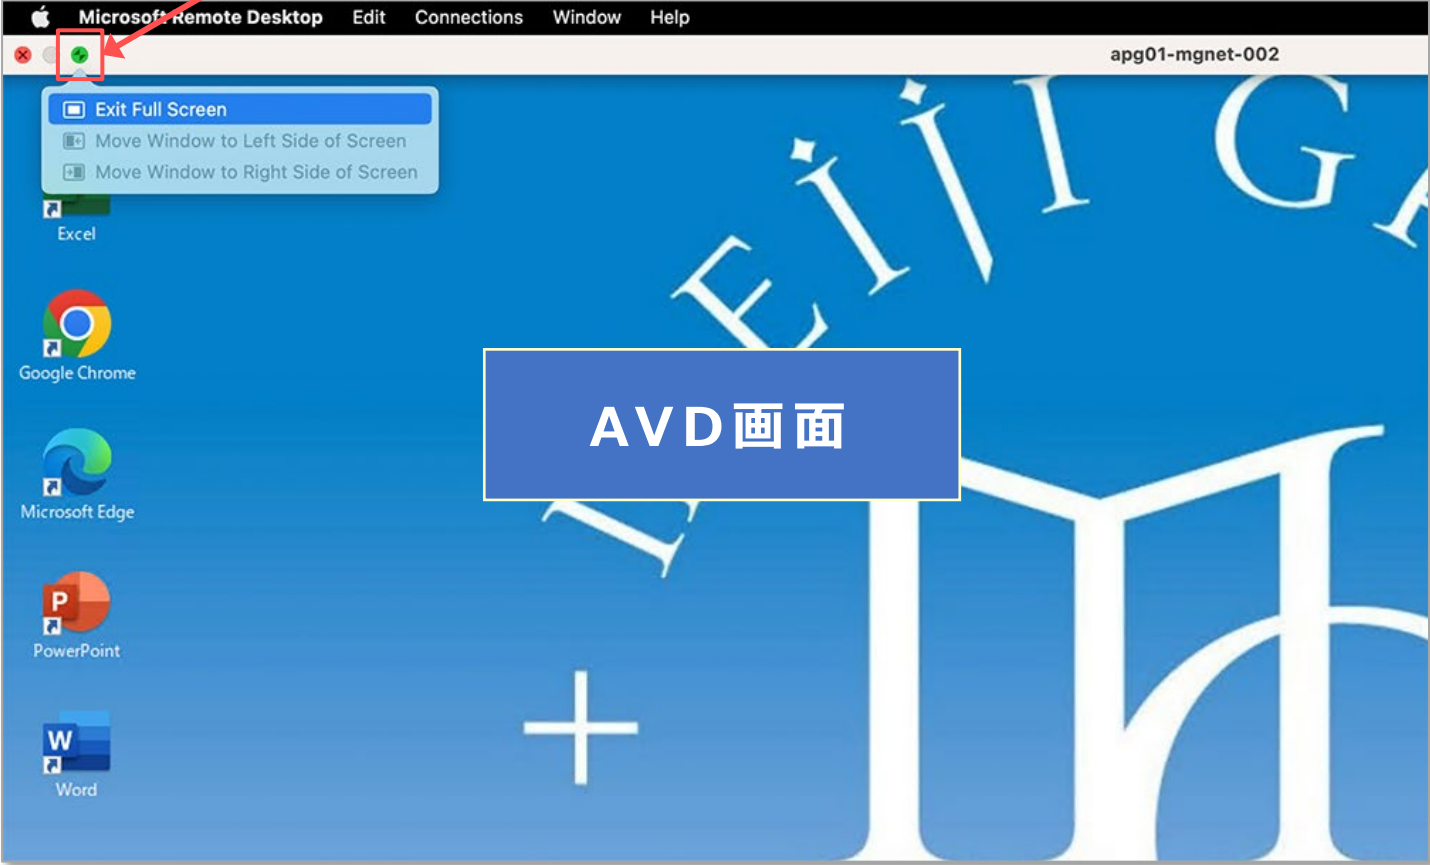 Microsoft Remote Desktop Edit Connections Window Help
apg01-mgnet-002
Exit Full Screen
Move Window to Left Side of Screen
Move Window to Right Side of Screen
Excel
Google Chrome
Microsoft Edge
P
PowerPoint
W
Word
EIJI G
AVD画面